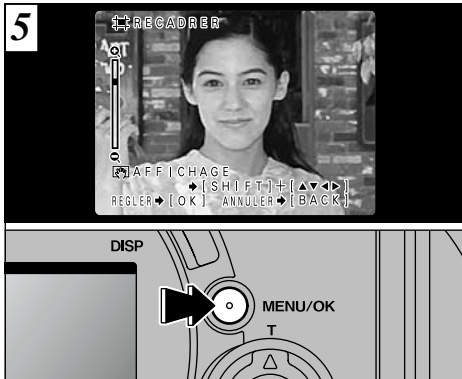 5
RECADRER
AFFICHAGE
➡[SHIFT]+[▲▼◀▶]
REGLER➡[OK] ANNULER➡[BACK]
DISP
MENU/OK
T